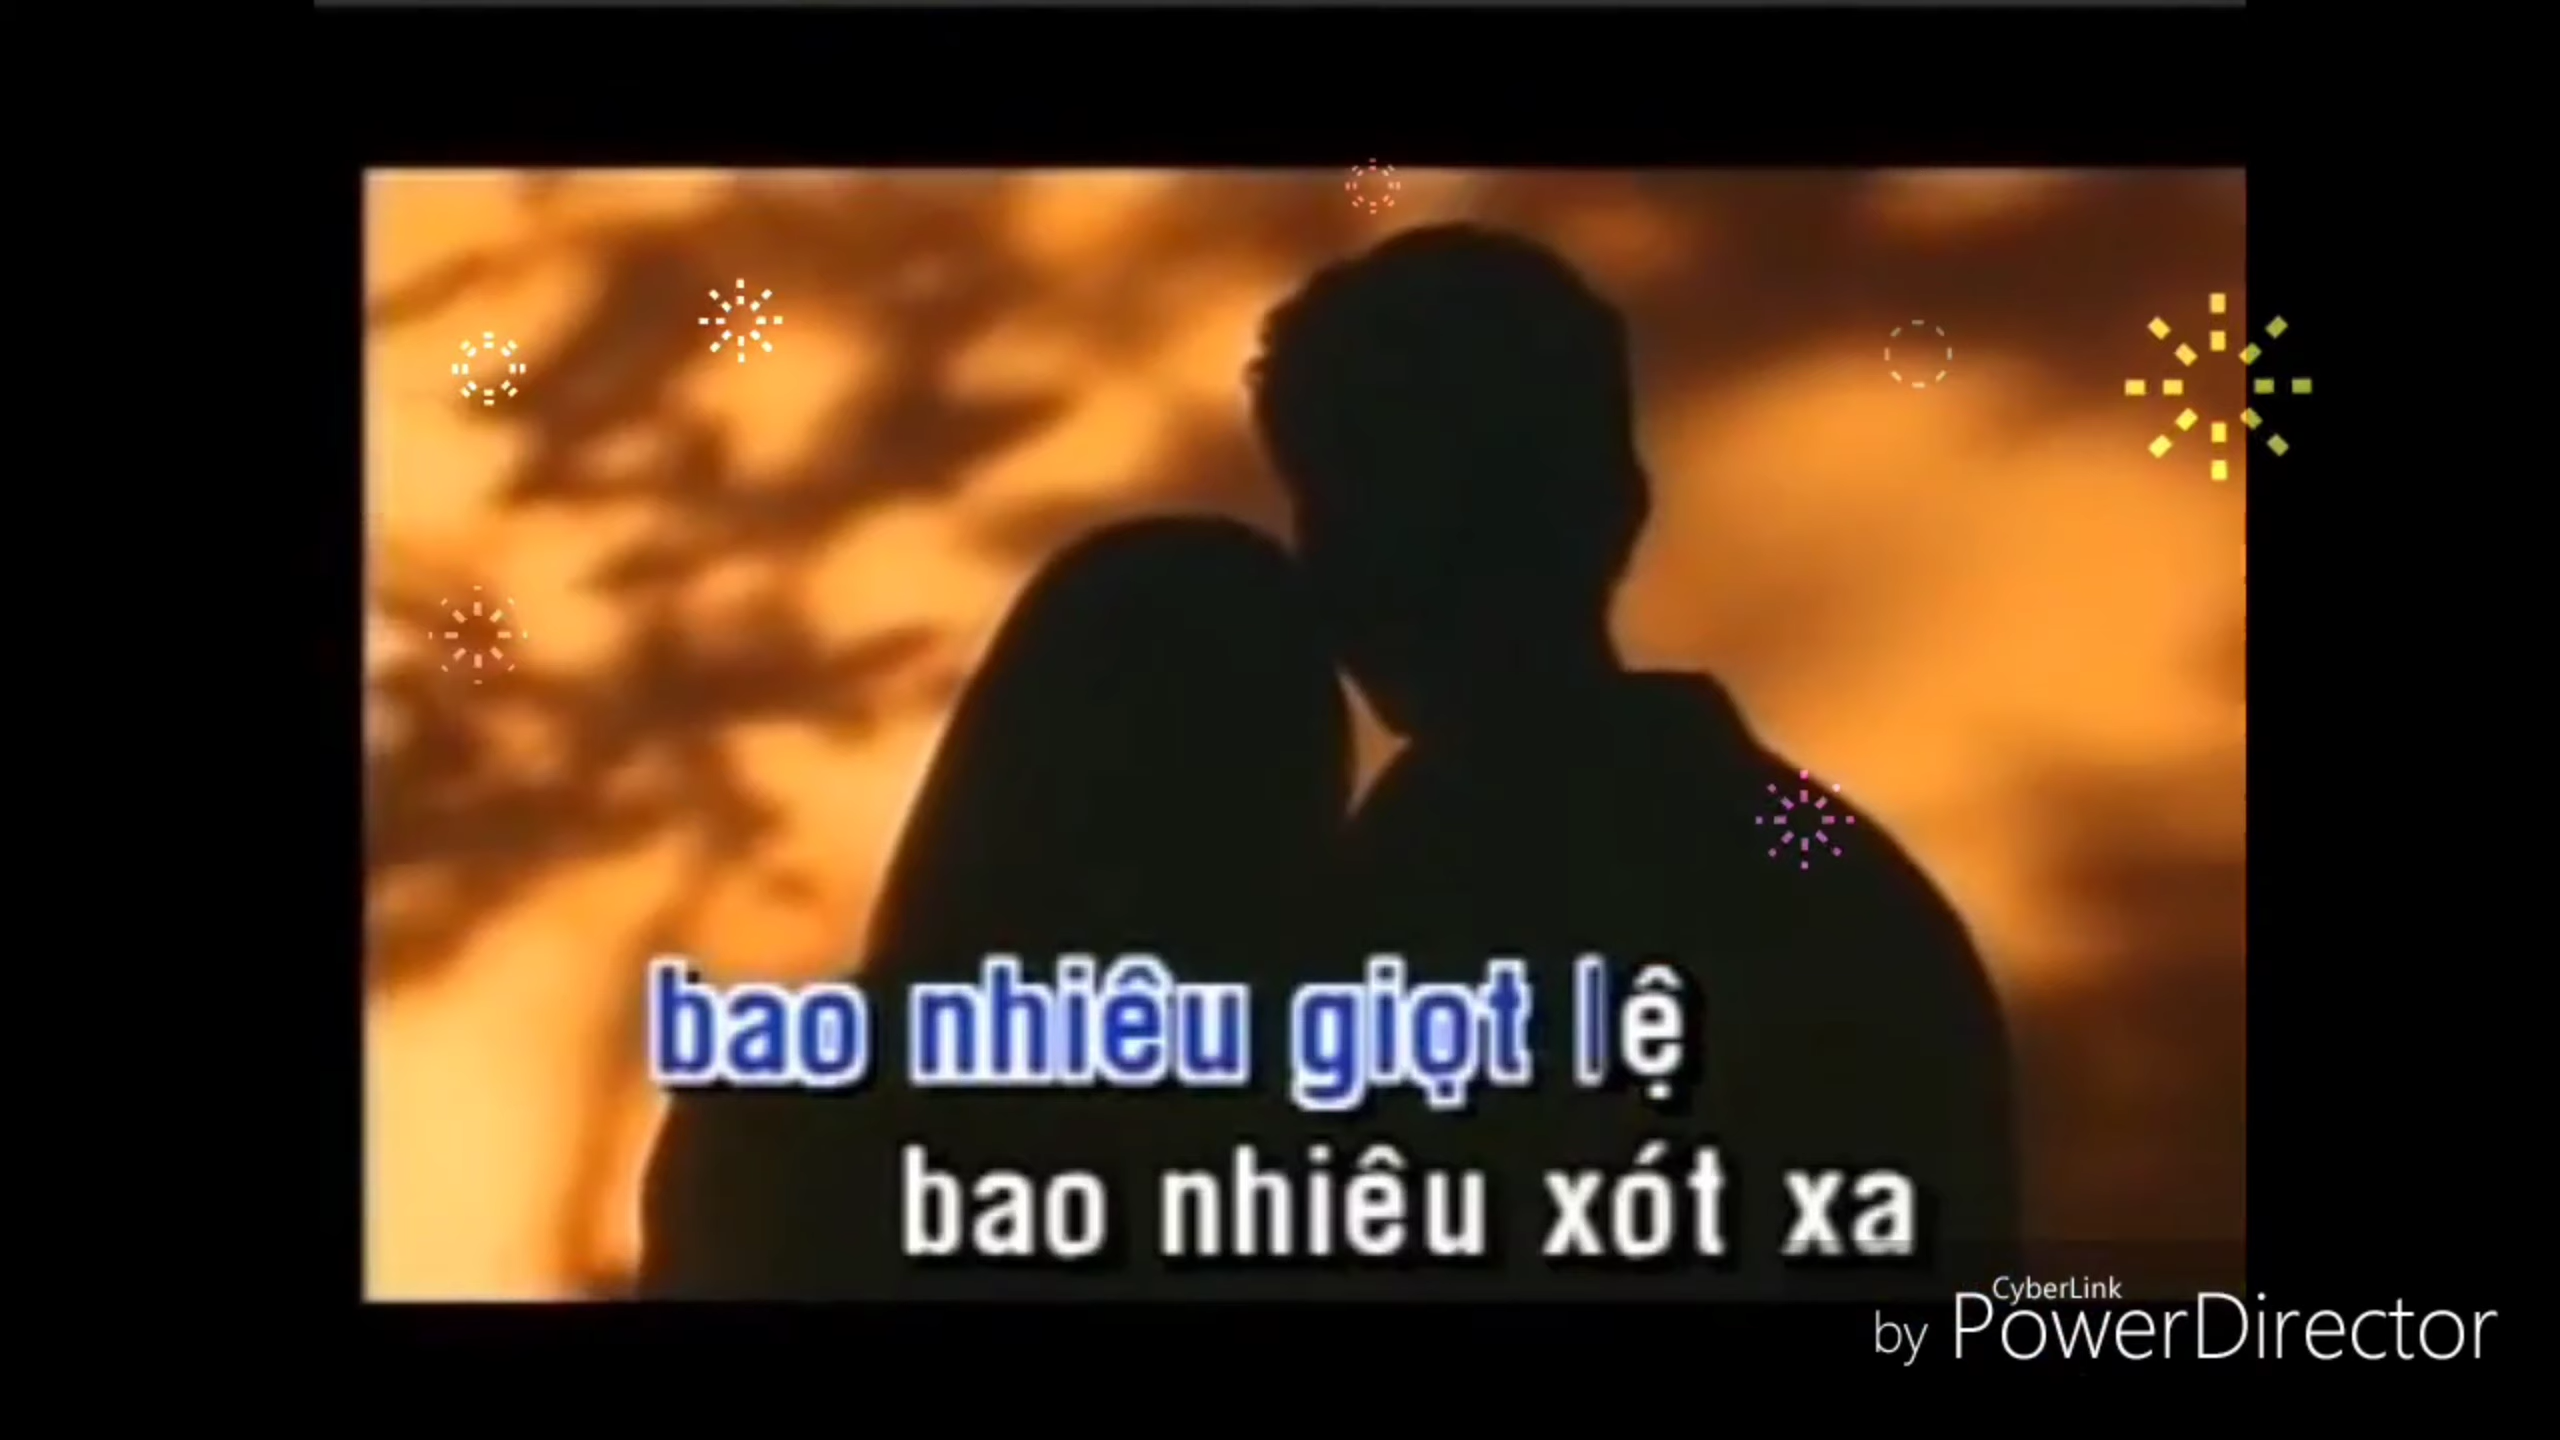 bao nhiêu giọt lệ
bao nhiêu xót xa
CyberLink
by PowerDirector